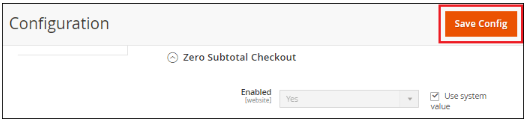 Configuration
Save Config
Zero Subtotal Checkout
Enabled
[website]
Yes
Use system
value